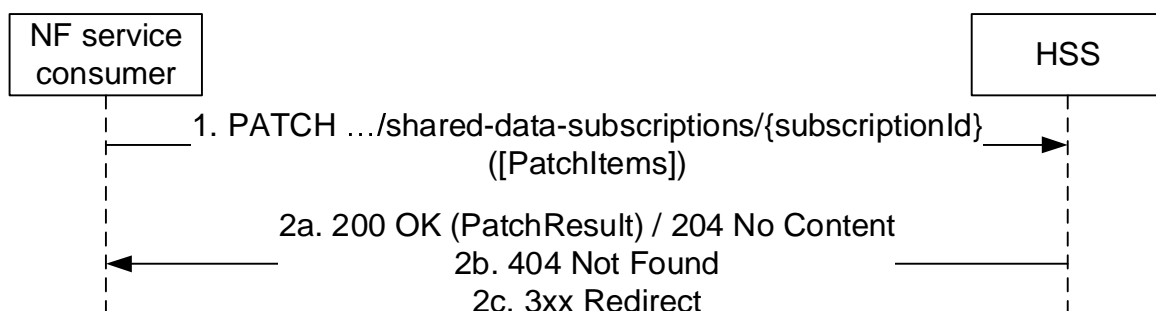 NF service
consumer
HSS
1. PATCH …/shared-data-subscriptions/{subscriptionId}
([PatchItems])
2a. 200 OK (PatchResult) / 204 No Content
2b. 404 Not Found
2c. 3xx Redirect